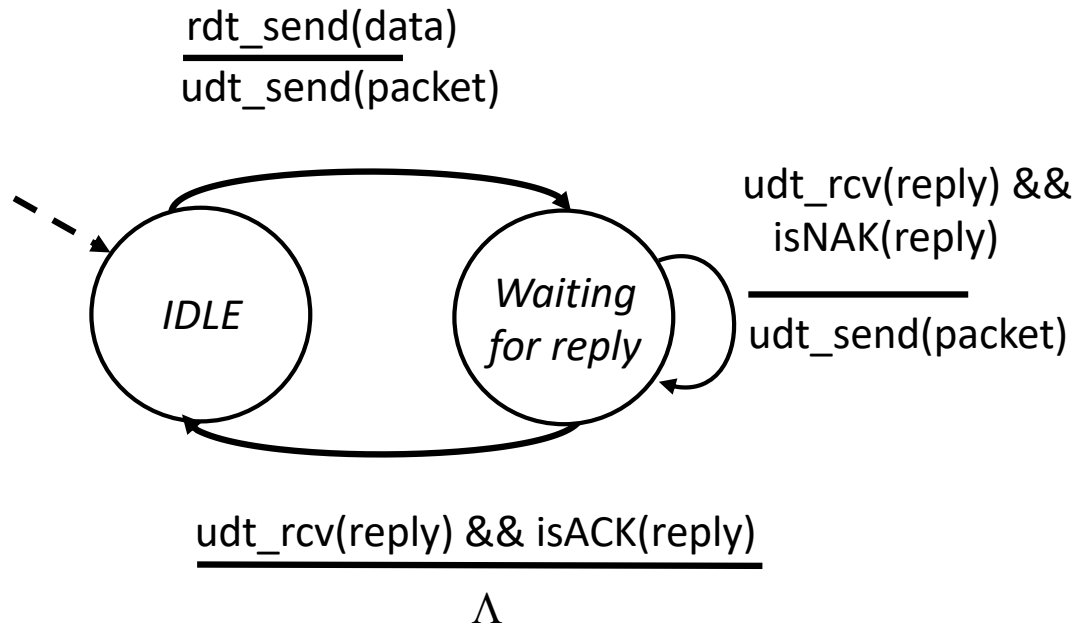 rdt_send(data)
udt_send(packet)
udt_rcv(reply) &&
isNAK(reply)
udt_send(packet)
IDLE
Waiting
for reply
udt_rcv(reply) && isACK(reply)
Λ